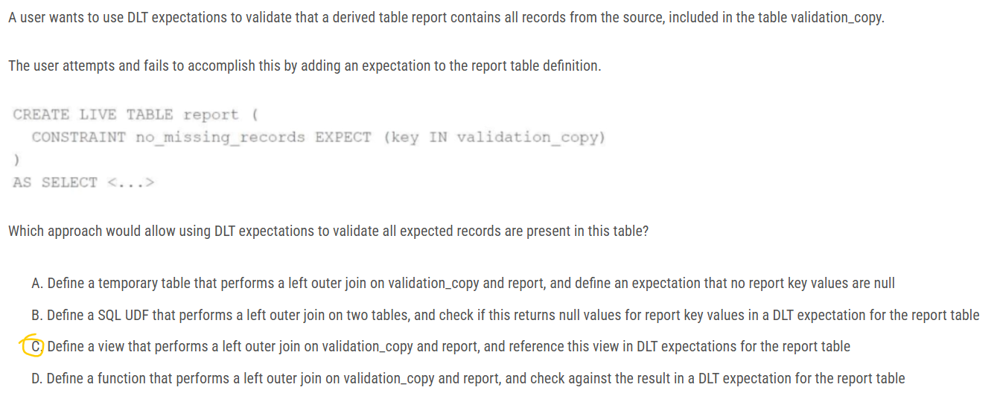 A user wants to use DLT expectations to validate that a derived table report contains all records from the source, included in the table validation_copy.
The user attempts and fails to accomplish this by adding an expectation to the report table definition.
CREATE LIVE TABLE report (
CONSTRAINT no_missing_records EXPECT (key IN validation_copy)
)
AS SELECT <...>
Which approach would allow using DLT expectations to validate all expected records are present in this table?
A. Define a temporary table that performs a left outer join on validation_copy and report, and define an expectation that no report key values are null
B. Define a SQL UDF that performs a left outer join on two tables, and check if this returns null values for report key values in a DLT expectation for the report table
C. Define a view that performs a left outer join on validation_copy and report, and reference this view in DLT expectations for the report table
D. Define a function that performs a left outer join on validation_copy and report, and check against the result in a DLT expectation for the report table